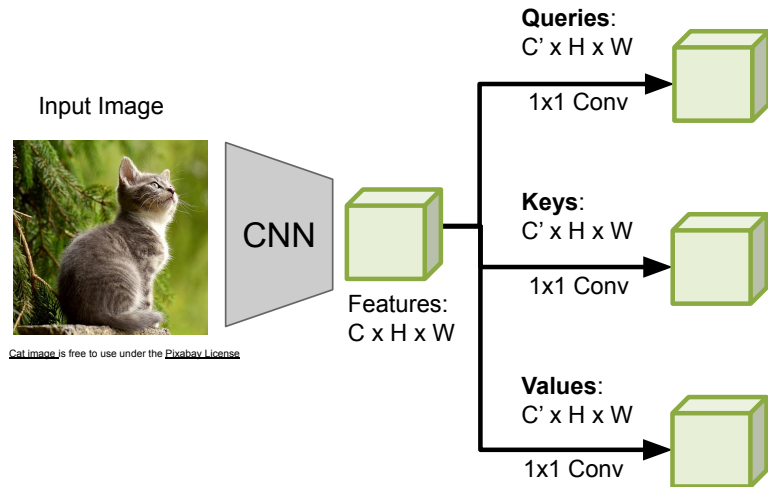 Input Image
CNN
Features:
C x H x W
Cat image is free to use under the Pixabay License
Queries:
C' x H x W
1x1 Conv
Keys:
C' x H x W
1x1 Conv
Values:
C' x H x W
1x1 Conv